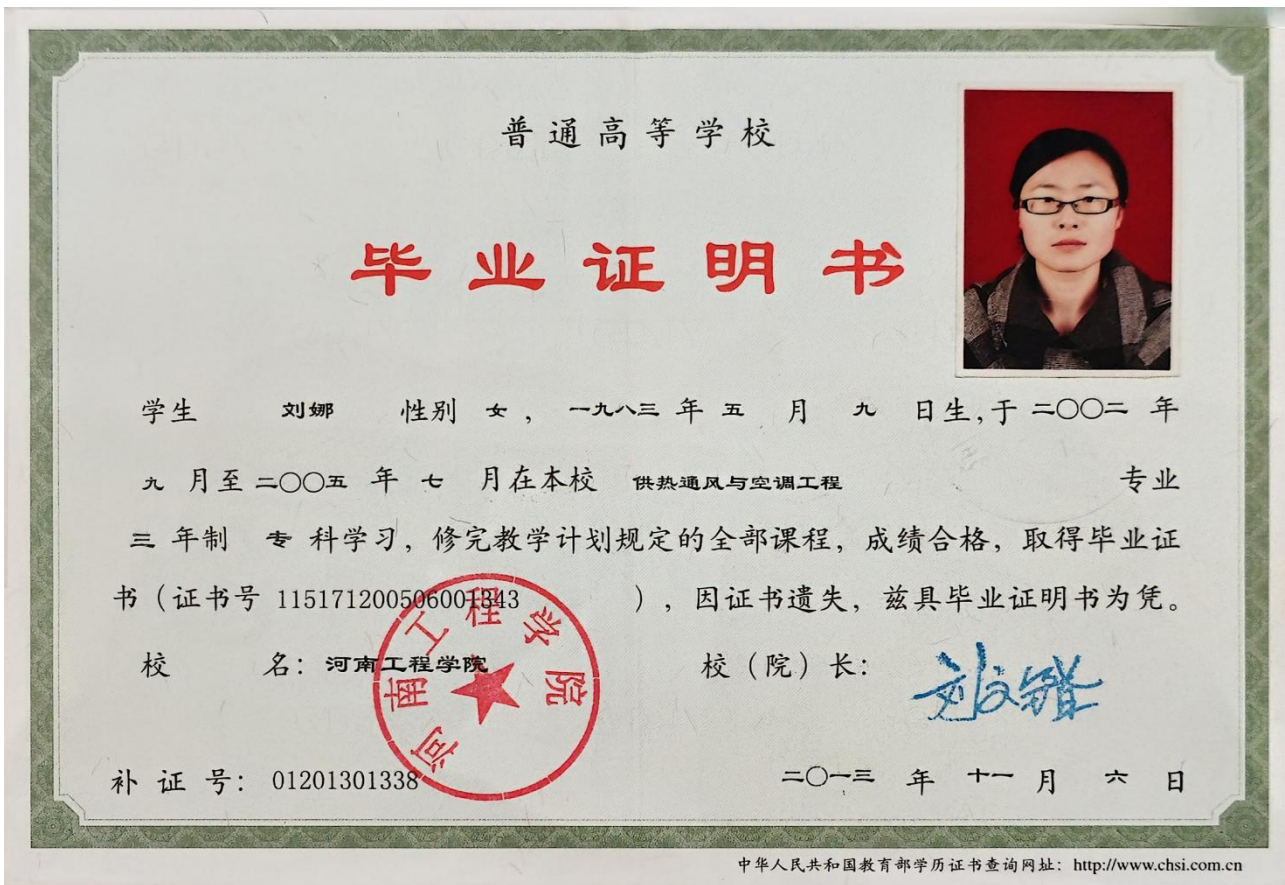 普通高等学校
毕业证明书
学生 刘娜 性别 女，一九八三 年 五 月 九 日生,于 二〇〇二 年
九 月至 二〇〇五 年 七 月在本校 供热通风与空调工程 专业
三 年制 专 科学习，修完教学计划规定的全部课程，成绩合格，取得毕业证
书（证书号 115171200506001343 ），因证书遗失，兹具毕业证明书为凭。
校 名：河南工程学院 校（院）长：
河南工程学院
补 证 号：01201301338 二〇一三 年 十一 月 六 日
中华人民共和国教育部学历证书查询网址：http://www.chsi.com.cn